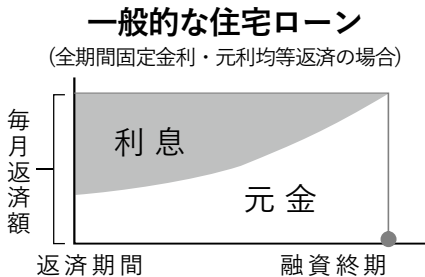 一般的な住宅ローン
(全期間固定金利・元利均等返済の場合)
毎月返済額
利息
元金
返済期間
融資終期